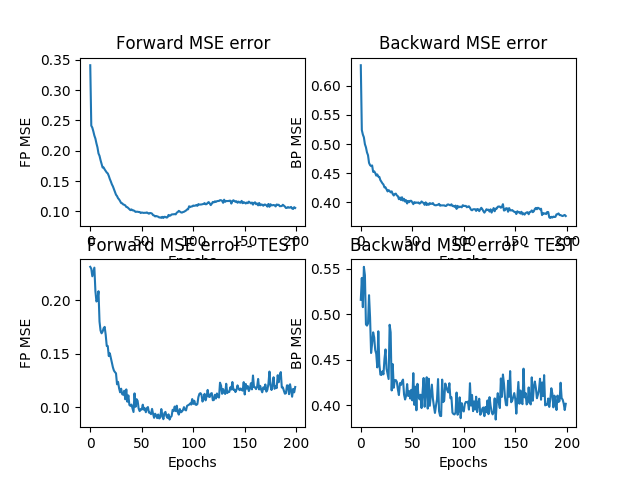 Forward MSE error
Backward MSE error
0.35
0.30
0.25
0.20
0.15
0.10
FP MSE
0 50 100 150 200
Epochs
0.60
0.55
0.50
0.45
0.40
BP MSE
0 50 100 150 200
Epochs
Forward MSE error - TEST
Backward MSE error - TEST
0.20
0.15
0.10
FP MSE
0 50 100 150 200
Epochs
0.55
0.50
0.45
0.40
BP MSE
0 50 100 150 200
Epochs